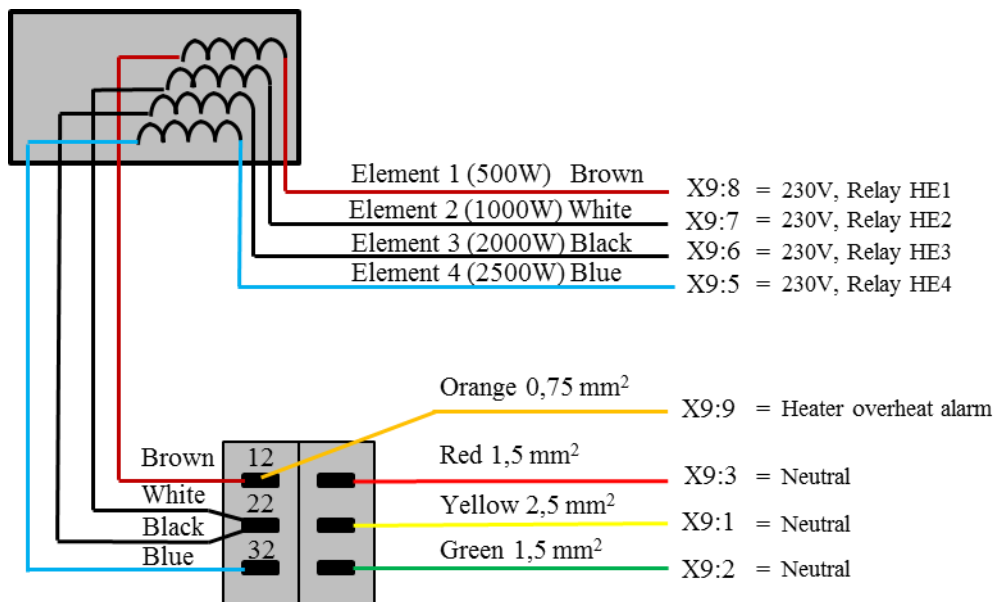 Element 1 (500W) Brown X9:8 = 230V, Relay HE1
Element 2 (1000W) White X9:7 = 230V, Relay HE2
Element 3 (2000W) Black X9:6 = 230V, Relay HE3
Element 4 (2500W) Blue X9:5 = 230V, Relay HE4
Orange 0,75 mm² X9:9 = Heater overheat alarm
Brown 12 Red 1,5 mm² X9:3 = Neutral
White 22 Yellow 2,5 mm² X9:1 = Neutral
Black
Blue 32 Green 1,5 mm² X9:2 = Neutral